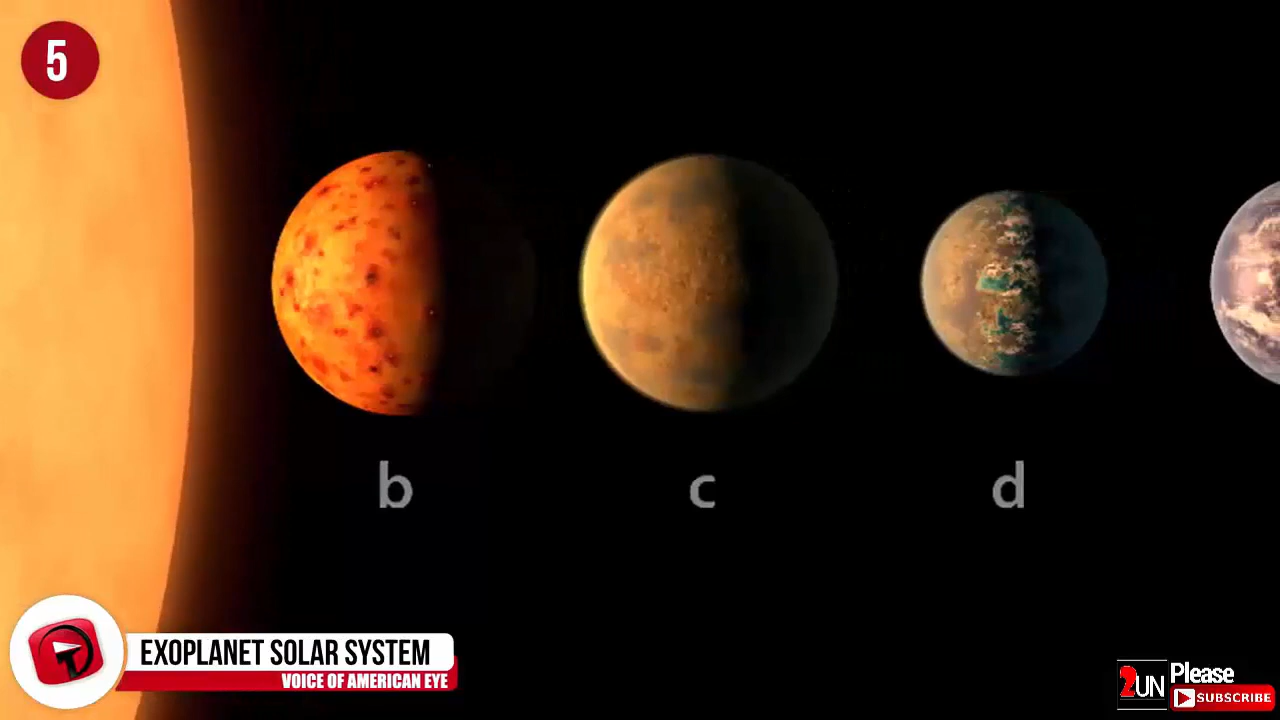 5
b c d
EXOPLANET SOLAR SYSTEM
VOICE OF AMERICAN EYE
2UN Please
SUBSCRIBE